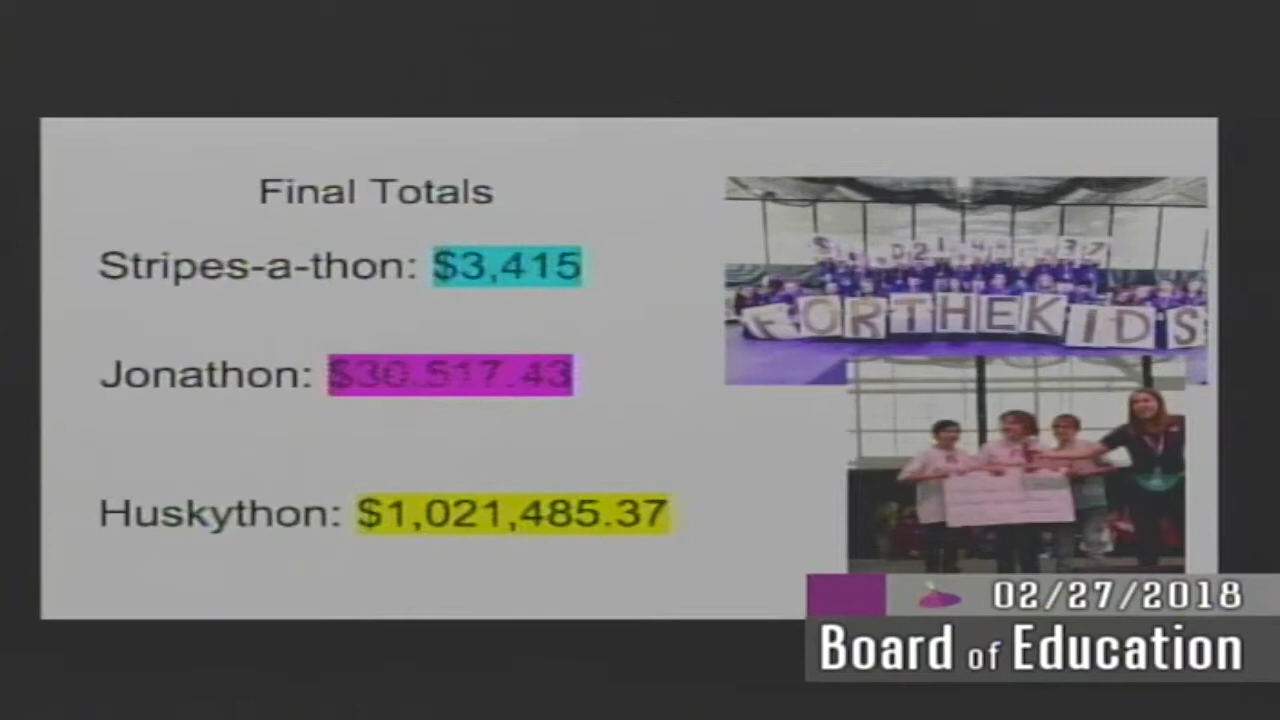 Final Totals
Stripes-a-thon: $3,415
Jonathon: $30,517.43
Huskython: $1,021,485.37
FORTHEKIDS
02/27/2018
Board of Education